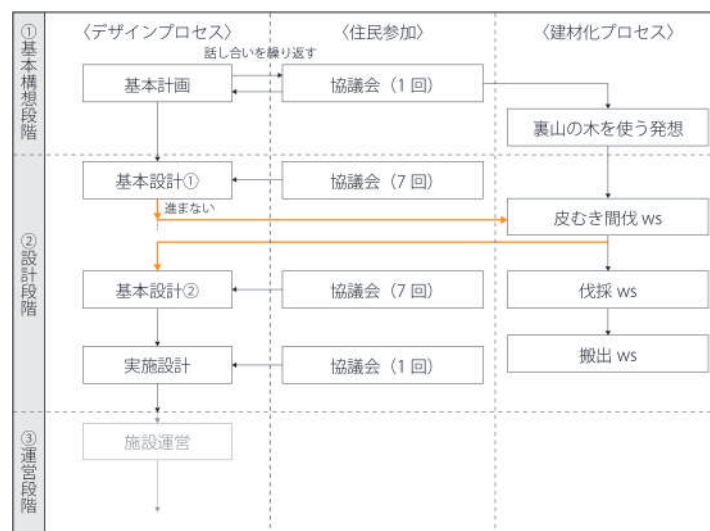 ①基本構想段階
〈デザインプロセス〉
〈住民参加〉
〈建材化プロセス〉
話し合いを繰り返す
基本計画
協議会（1 回）
裏山の木を使う発想
②設計段階
基本設計①
協議会（7 回）
進まない
皮むき間伐 ws
基本設計②
協議会（7 回）
伐採 ws
実施設計
協議会（1 回）
搬出 ws
③運営段階
施設運営